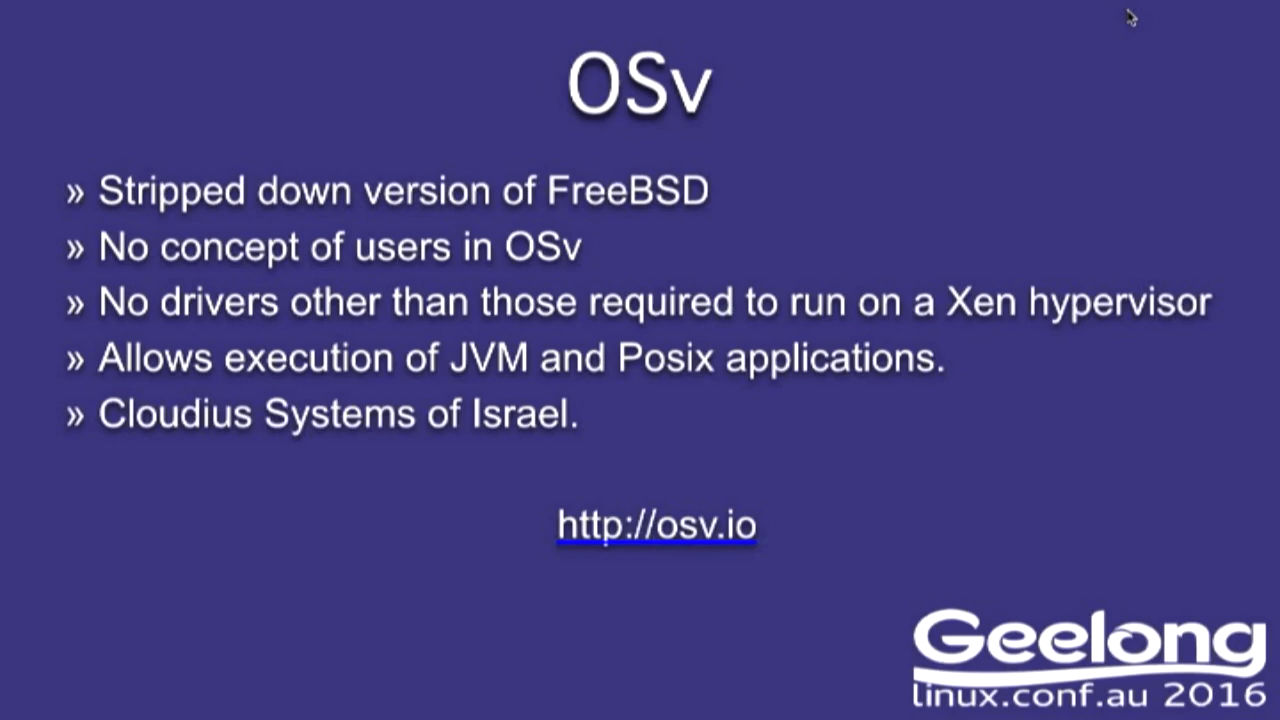 OSv
» Stripped down version of FreeBSD
» No concept of users in OSv
» No drivers other than those required to run on a Xen hypervisor
» Allows execution of JVM and Posix applications.
» Cloudius Systems of Israel.
http://osv.io
Geelong
linux.conf.au 2016